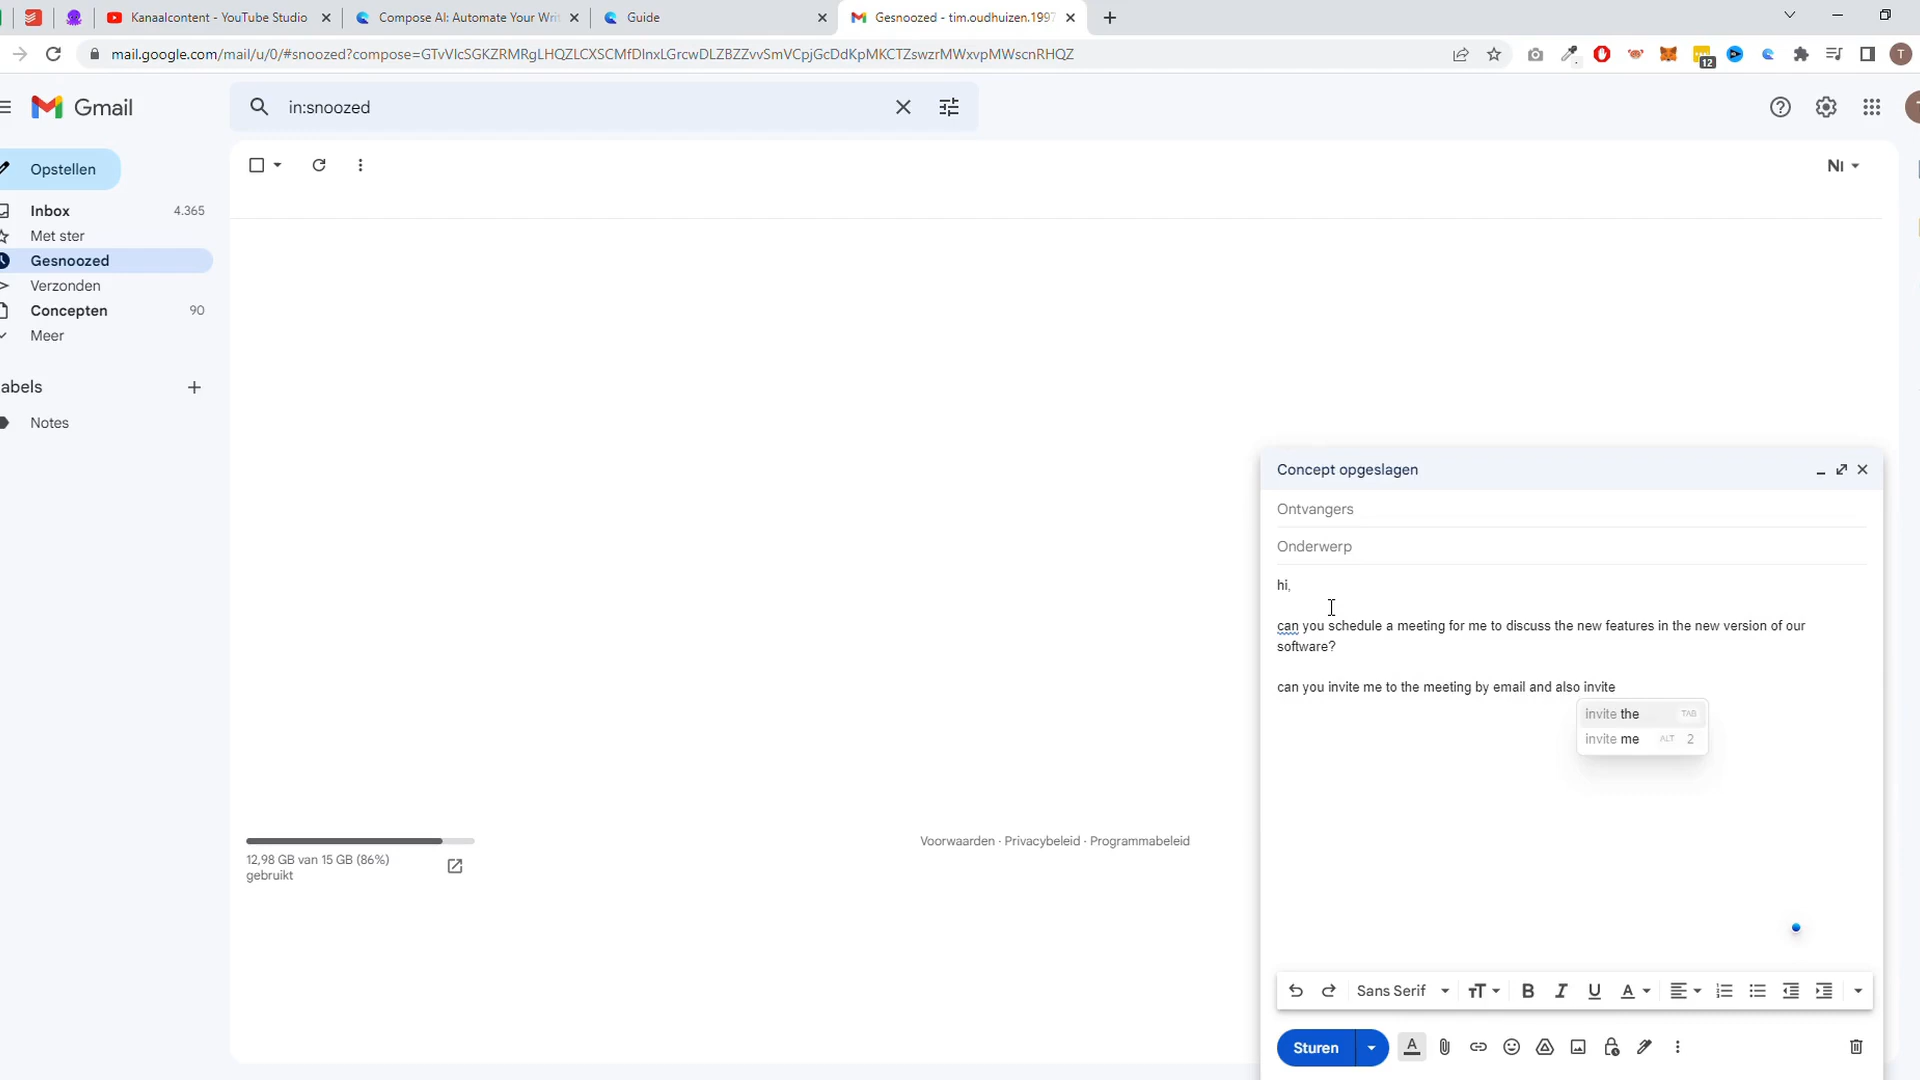 Kanaalcontent - YouTube Studio
Compose AI: Automate Your Writ
Guide
Gesnoozed - tim.oudhuizen.1997
mail.google.com/mail/u/0/#snoozed?compose=GTvVlcSGKZRMRgLHQZLCXSCMfDlnxLGrcwDLZBZZvvSmVCpjGcDdKpMKCTZswzrMWxvpMWscnRHQZ
12
T
Gmail
in:snoozed
Opstellen
Nl
Inbox 4.365
Met ster
Gesnoozed
Verzonden
Concepten 90
Meer
abels
Notes
Concept opgeslagen
Ontvangers
Onderwerp
hi,
can you schedule a meeting for me to discuss the new features in the new version of our
software?
can you invite me to the meeting by email and also invite
invite the TAB
invite me ALT 2
12,98 GB van 15 GB (86%)
gebruikt
Voorwaarden · Privacybeleid · Programmabeleid
Sans Serif
Sturen